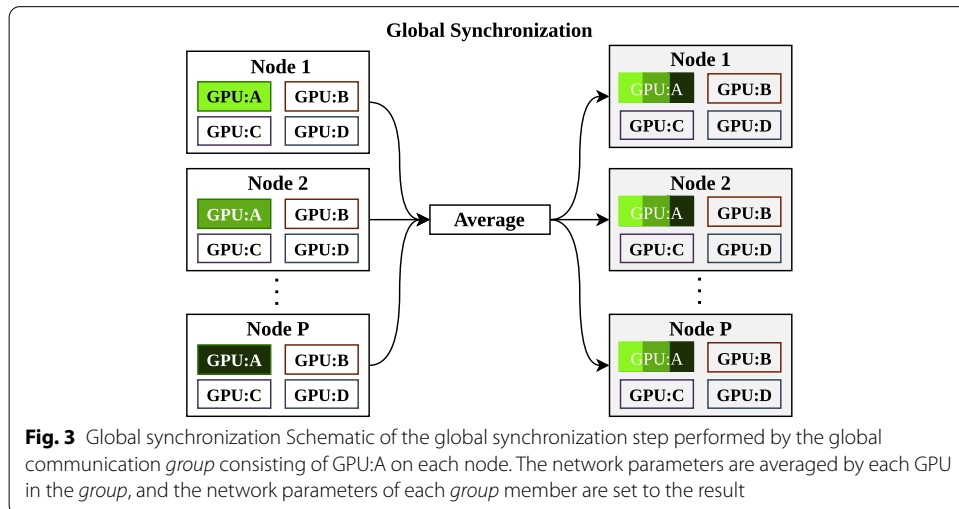 Global Synchronization
Node 1
GPU:A GPU:B
GPU:C GPU:D
Node 2
GPU:A GPU:B
GPU:C GPU:D
Node P
GPU:A GPU:B
GPU:C GPU:D
Average
Node 1
GPU:A GPU:B
GPU:C GPU:D
Node 2
GPU:A GPU:B
GPU:C GPU:D
Node P
GPU:A GPU:B
GPU:C GPU:D
Fig. 3 Global synchronization Schematic of the global synchronization step performed by the global
communication group consisting of GPU:A on each node. The network parameters are averaged by each GPU
in the group, and the network parameters of each group member are set to the result